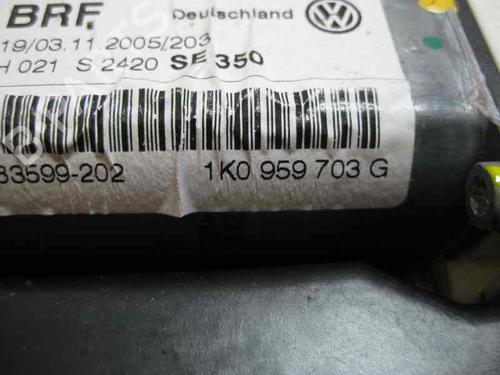 BRF Deutschland
19/03.11.2005/203
H 021 S 2420 SE 350
83599-202 1K0 959 703 G